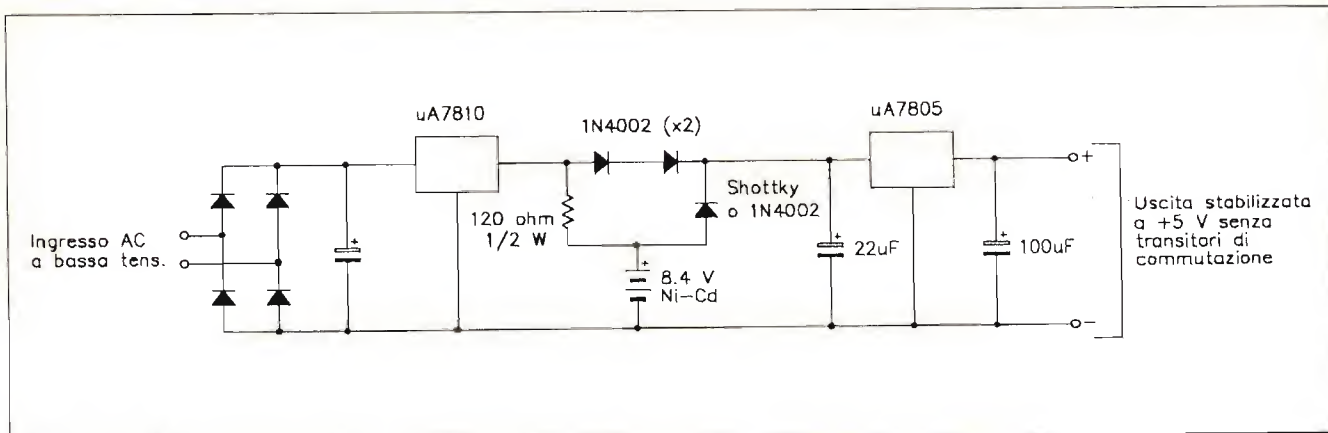 uA7810
1N4002 (x2)
uA7805
Ingresso AC
a bassa tens.
+
120 ohm
1/2 W
Shottky
o 1N4002
+
8.4 V
Ni-Cd
+
22uF
+
100uF
+
-
Uscita stabilizzata
a +5 V senza
transitari di
commutazione